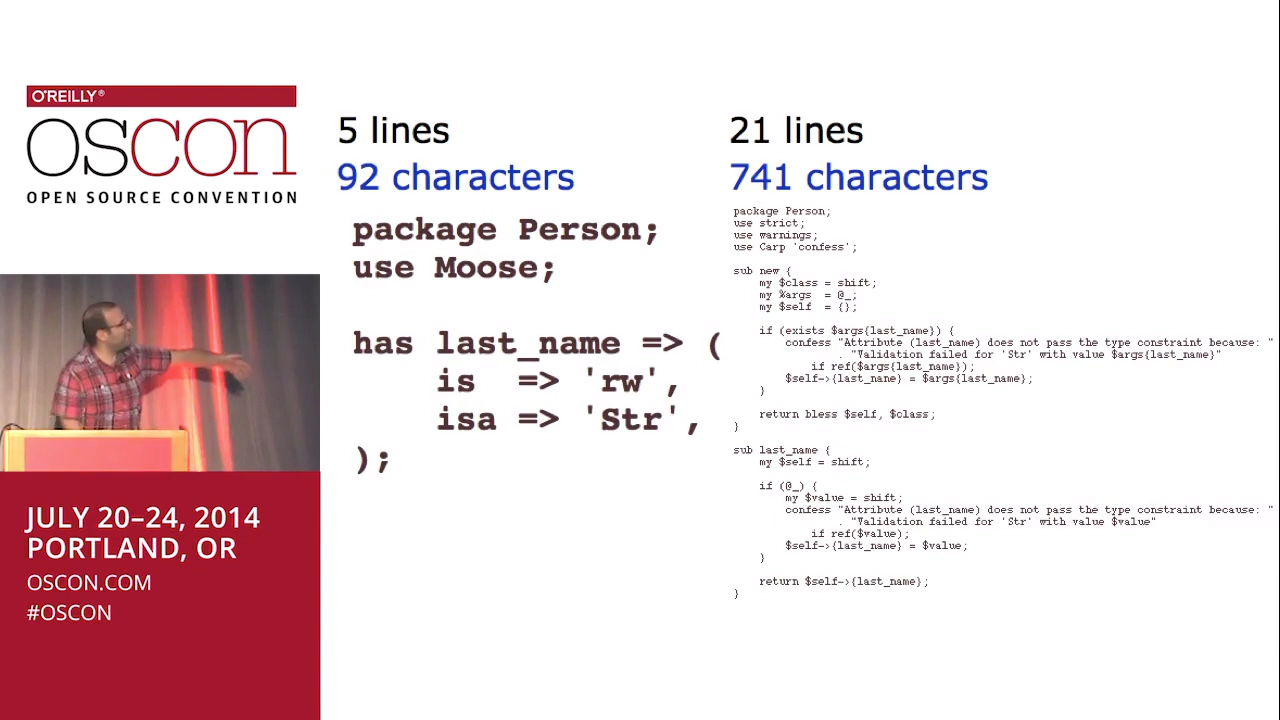 O'REILLY®
OSCON
OPEN SOURCE CONVENTION
JULY 20–24, 2014
PORTLAND, OR
OSCON.COM
#OSCON
5 lines
92 characters
package Person;
use Moose;
has last_name => (
    is  => 'rw',
    isa => 'Str',
);
21 lines
741 characters
package Person;
use strict;
use warnings;
use Carp 'confess';
sub new {
    my $class = shift;
    my %args  = @_;
    my $self  = {};
    if (exists $args{last_name}) {
        confess "Attribute (last_name) does not pass the type constraint because: "
              . "Validation failed for 'Str' with value $args{last_name}"
            if ref($args{last_name});
        $self->{last_name} = $args{last_name};
    }
    return bless $self, $class;
}
sub last_name {
    my $self = shift;
    if (@_) {
        my $value = shift;
        confess "Attribute (last_name) does not pass the type constraint because: "
              . "Validation failed for 'Str' with value $value"
            if ref($value);
        $self->{last_name} = $value;
    }
    return $self->{last_name};
}